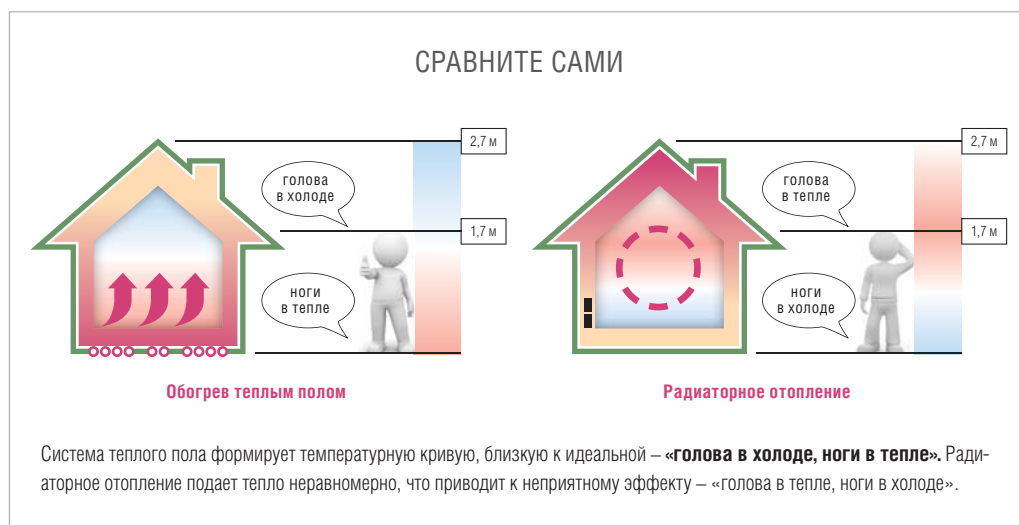 СРАВНИТЕ САМИ
2,7 м
голова
в холоде
1,7 м
ноги
в тепле
Обогрев теплым полом
2,7 м
голова
в тепле
1,7 м
ноги
в холоде
Радиаторное отопление
Система теплого пола формирует температурную кривую, близкую к идеальной – «голова в холоде, ноги в тепле». Ради-
аторное отопление подает тепло неравномерно, что приводит к неприятному эффекту – «голова в тепле, ноги в холоде».